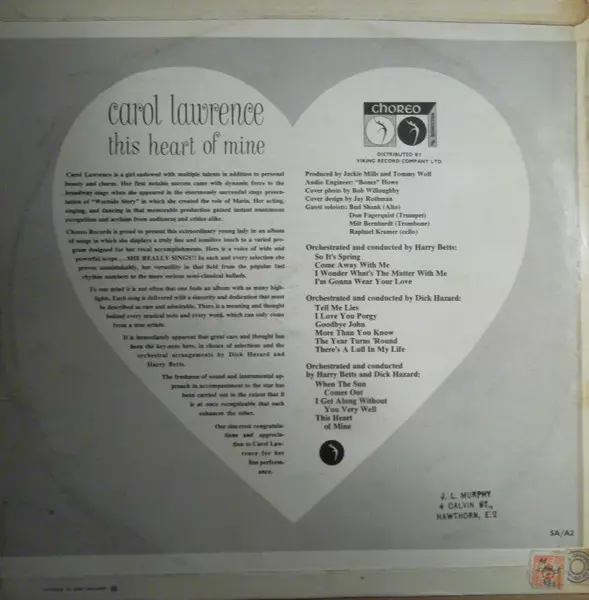 carol lawrence
this heart of mine
Carol Lawrence is a girl endowed with multiple talents in addition to personal
beauty and charm. Her first notable success came with dynamic force to the
broadway stage when she appeared in the enormously successful stage presen-
tation of "Westside Story" in which she created the role of Maria. Her acting,
singing, and dancing in that memorable production gained instant unanimous
recognition and acclaim from audiences and critics alike.
Choreo Records is proud to present this extraordinary young lady in an album
of songs in which she displays a truly fine and sensitive touch to a varied pro-
gram designed for her vocal accomplishments. Here is a voice of wide and
powerful scope . . . SHE REALLY SINGS!! In each and every selection she
proves unmistakably, her versatility in that field from the popular fast
rhythm numbers to the more various semi-classical ballads.
To our mind it is not often that one finds an album with so many high-
lights. Each song is delivered with a sincerity and dedication that must
be described as rare and admirable. There is a meaning and thought
behind every musical note and every word, which can only come
from a true artiste.
It is immediately apparent that great care and thought has
been the key-note here, in choice of selections and the
orchestral arrangements by Dick Hazard and
Harry Betts.
The freshness of sound and instrumental ap-
proach in accompaniment to the star has
been carried out to the extent that it
is at once recognisable that each
enhances the other.
Our sincerest congratula-
tions and apprecia-
tion to Carol Law-
rence for her
fine perform-
ance.
CHOREO
DISTRIBUTED BY
VIKING RECORD COMPANY LTD.
Produced by Jackie Mills and Tommy Wolf
Audio Engineer: "Bones" Howe
Cover photo by Bob Willoughby
Cover design by Jay Rothman
Guest soloists: Bud Shank (Alto)
Don Fagerquist (Trumpet)
Milt Bernhardt (Trombone)
Raphael Kramer (cello)
Orchestrated and conducted by Harry Betts:
So It's Spring
Come Away With Me
I Wonder What's The Matter With Me
I'm Gonna Wear Your Love
Orchestrated and conducted by Dick Hazard:
Tell Me Lies
I Love You Porgy
Goodbye John
More Than You Know
The Year Turns 'Round
There's A Lull In My Life
Orchestrated and conducted
by Harry Betts and Dick Hazard:
When The Sun
Comes Out
I Get Along Without
You Very Well
This Heart
of Mine
J. L. MURPHY
4 CALVIN ST.,
HAWTHORN, E.2
SA/A2